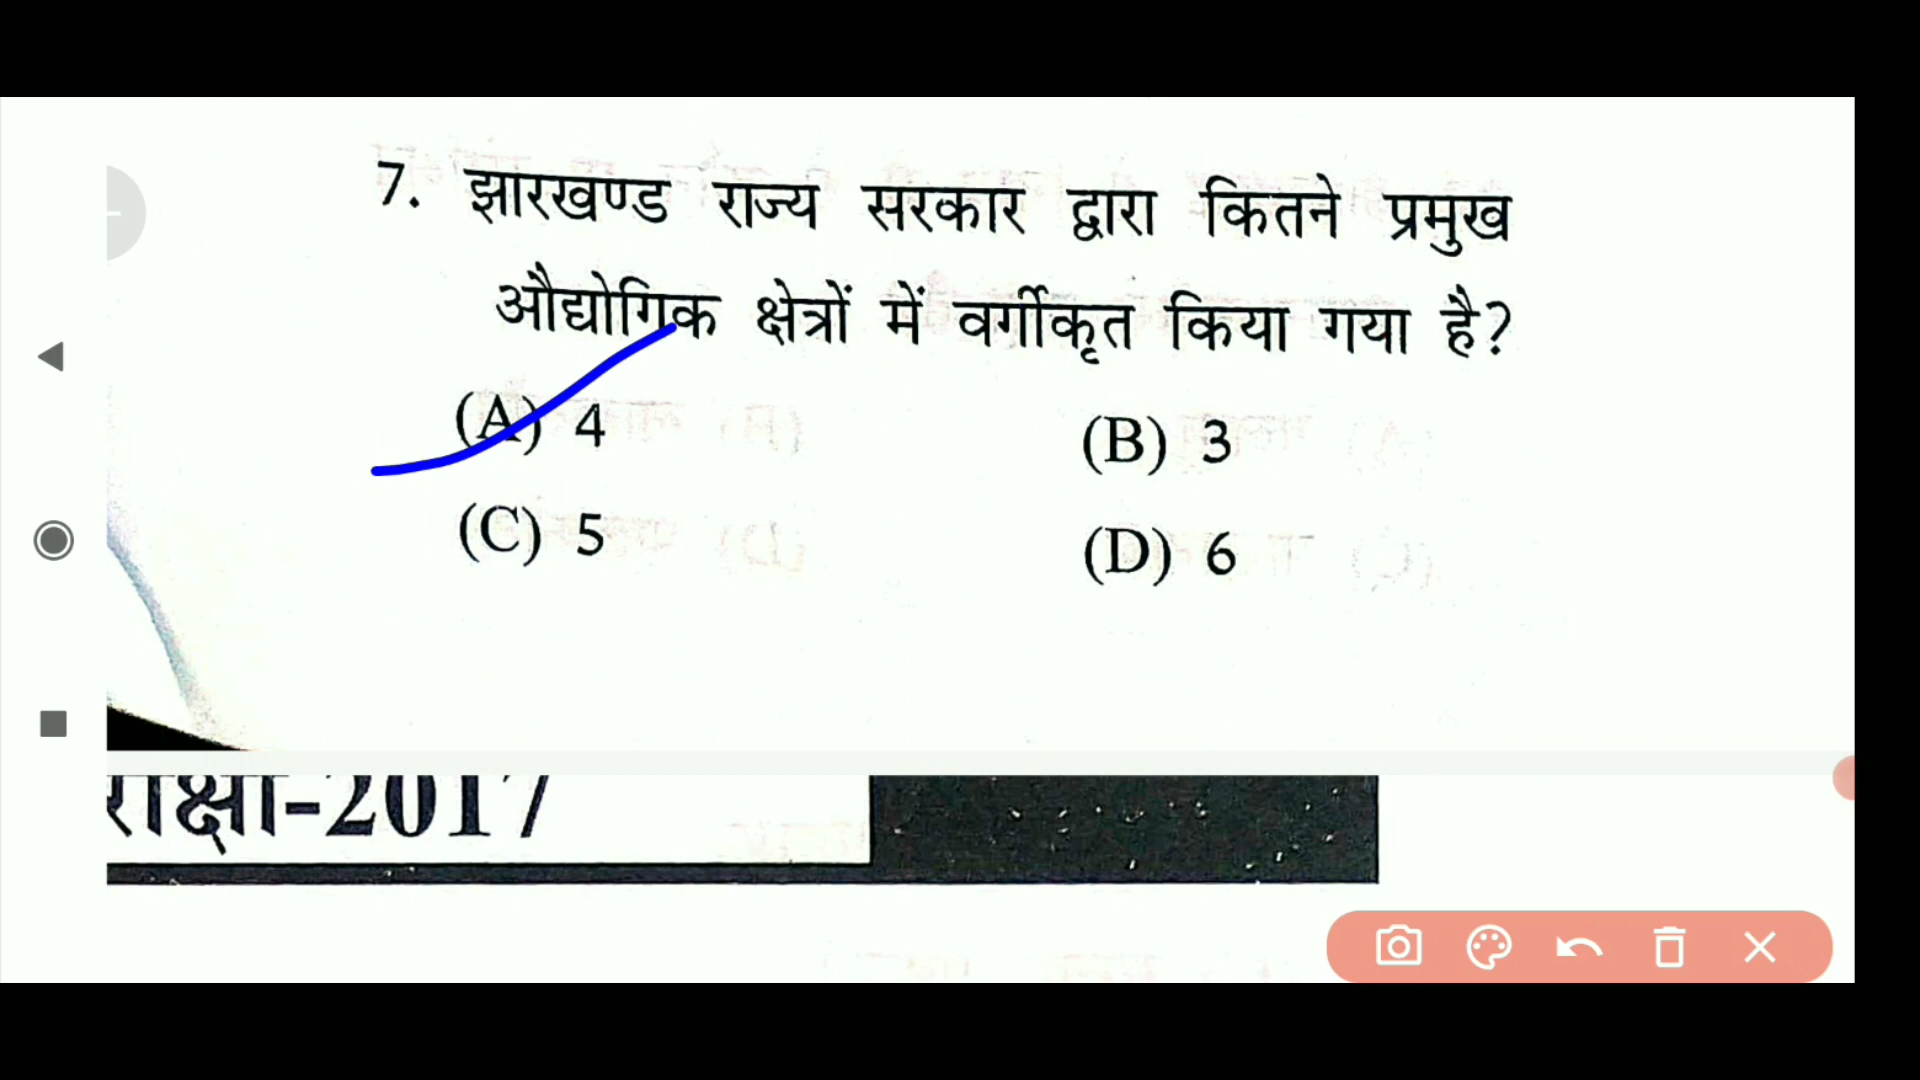 7. झारखण्ड राज्य सरकार द्वारा कितने प्रमुख
औद्योगिक क्षेत्रों में वर्गीकृत किया गया है?
(A) 4 (B) 3
(C) 5 (D) 6
रीक्षा-2017